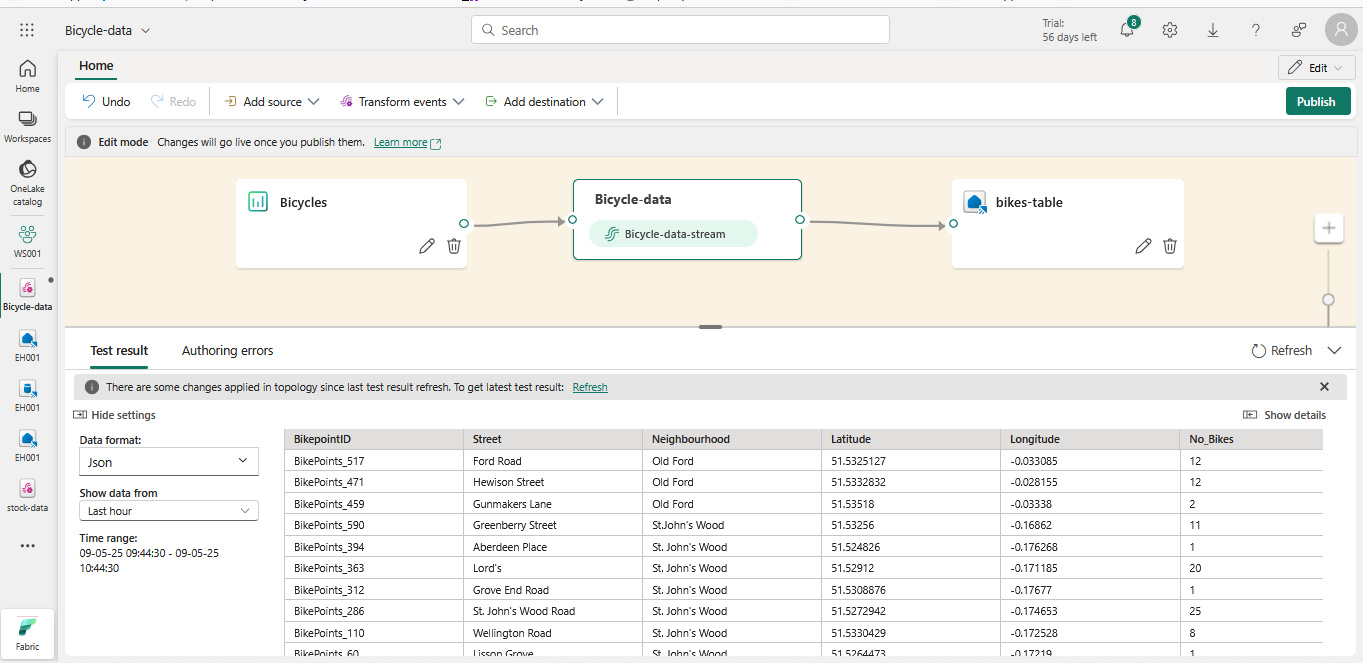 Bicycle-data
Search
Trial:
56 days left
8
Home
Edit
Undo
Redo
Add source
Transform events
Add destination
Publish
Edit mode Changes will go live once you publish them. Learn more
Home
Workspaces
OneLake
catalog
WS001
Bicycle-data
EH001
EH001
EH001
stock-data
Fabric
Bicycles
Bicycle-data
Bicycle-data-stream
bikes-table
Test result
Authoring errors
Refresh
There are some changes applied in topology since last test result refresh. To get latest test result: Refresh
Hide settings
Show details
Data format:
Json
Show data from
Last hour
Time range:
09-05-25 09:44:30 - 09-05-25
10:44:30
BikepointID Street Neighbourhood Latitude Longitude No_Bikes
BikePoints_517 Ford Road Old Ford 51.5325127 -0.033085 12
BikePoints_471 Hewison Street Old Ford 51.5332832 -0.028155 12
BikePoints_459 Gunmakers Lane Old Ford 51.53518 -0.03338 2
BikePoints_590 Greenberry Street St.John's Wood 51.53256 -0.16862 11
BikePoints_394 Aberdeen Place St. John's Wood 51.524826 -0.176268 1
BikePoints_363 Lord's St. John's Wood 51.52912 -0.171185 20
BikePoints_312 Grove End Road St. John's Wood 51.5308876 -0.17677 1
BikePoints_286 St. John's Wood Road St. John's Wood 51.5272942 -0.174653 25
BikePoints_110 Wellington Road St. John's Wood 51.5330429 -0.172528 8
BikePoints_60 Lisson Grove St. John's Wood 51.5264473 -0.17219 1